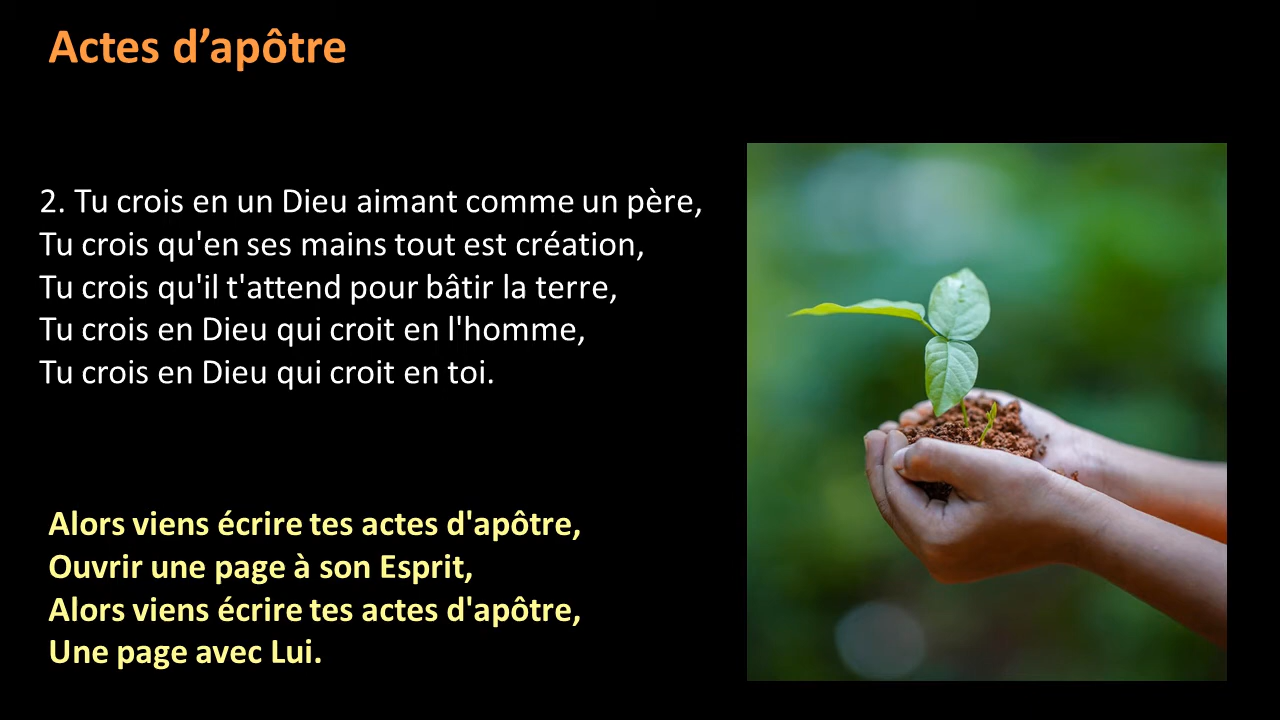 Actes d’apôtre
2. Tu crois en un Dieu aimant comme un père,
Tu crois qu'en ses mains tout est création,
Tu crois qu'il t'attend pour bâtir la terre,
Tu crois en Dieu qui croit en l'homme,
Tu crois en Dieu qui croit en toi.
Alors viens écrire tes actes d'apôtre,
Ouvrir une page à son Esprit,
Alors viens écrire tes actes d'apôtre,
Une page avec Lui.